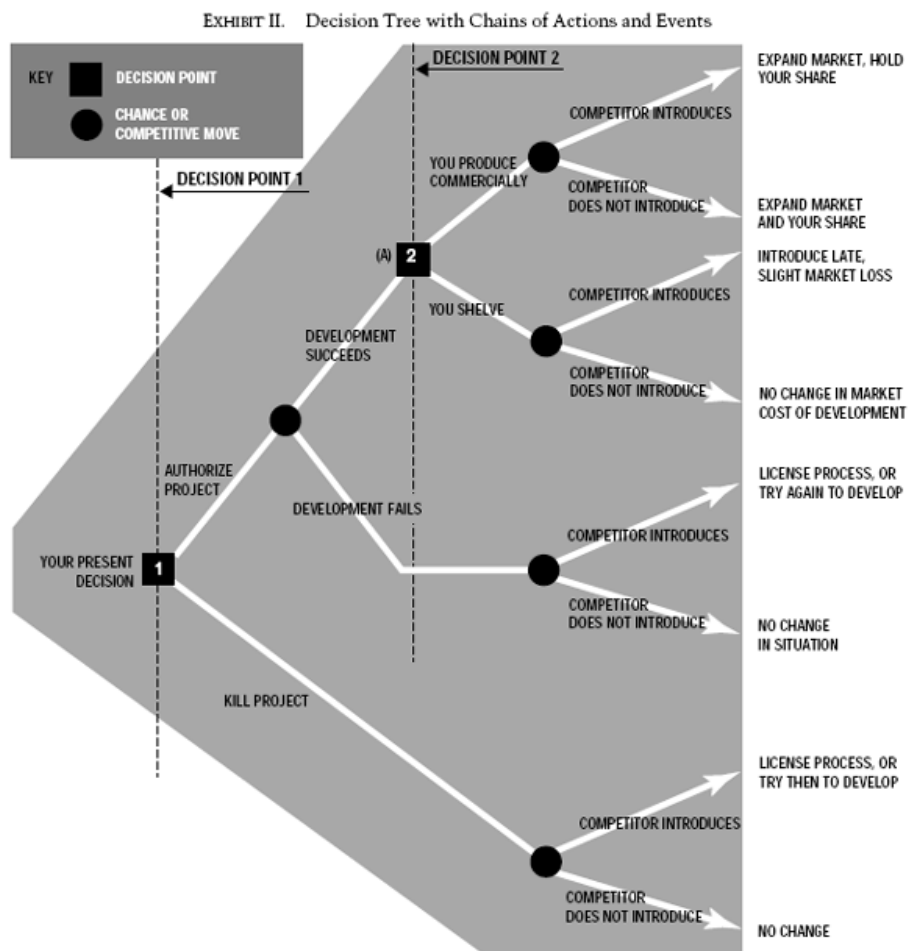 EXHIBIT II. Decision Tree with Chains of Actions and Events
KEY
DECISION POINT
CHANCE OR
COMPETITIVE MOVE
DECISION POINT 1
DECISION POINT 2
EXPAND MARKET, HOLD
YOUR SHARE
COMPETITOR INTRODUCES
YOU PRODUCE
COMMERCIALLY
COMPETITOR
DOES NOT INTRODUCE
EXPAND MARKET
AND YOUR SHARE
(A)
2
INTRODUCE LATE,
SLIGHT MARKET LOSS
COMPETITOR INTRODUCES
YOU SHELVE
DEVELOPMENT
SUCCEEDS
COMPETITOR
DOES NOT INTRODUCE
NO CHANGE IN MARKET
COST OF DEVELOPMENT
AUTHORIZE
PROJECT
LICENSE PROCESS, OR
TRY AGAIN TO DEVELOP
DEVELOPMENT FAILS
COMPETITOR INTRODUCES
YOUR PRESENT
DECISION
1
COMPETITOR
DOES NOT INTRODUCE
NO CHANGE
IN SITUATION
KILL PROJECT
LICENSE PROCESS, OR
TRY THEN TO DEVELOP
COMPETITOR INTRODUCES
COMPETITOR
DOES NOT INTRODUCE
NO CHANGE